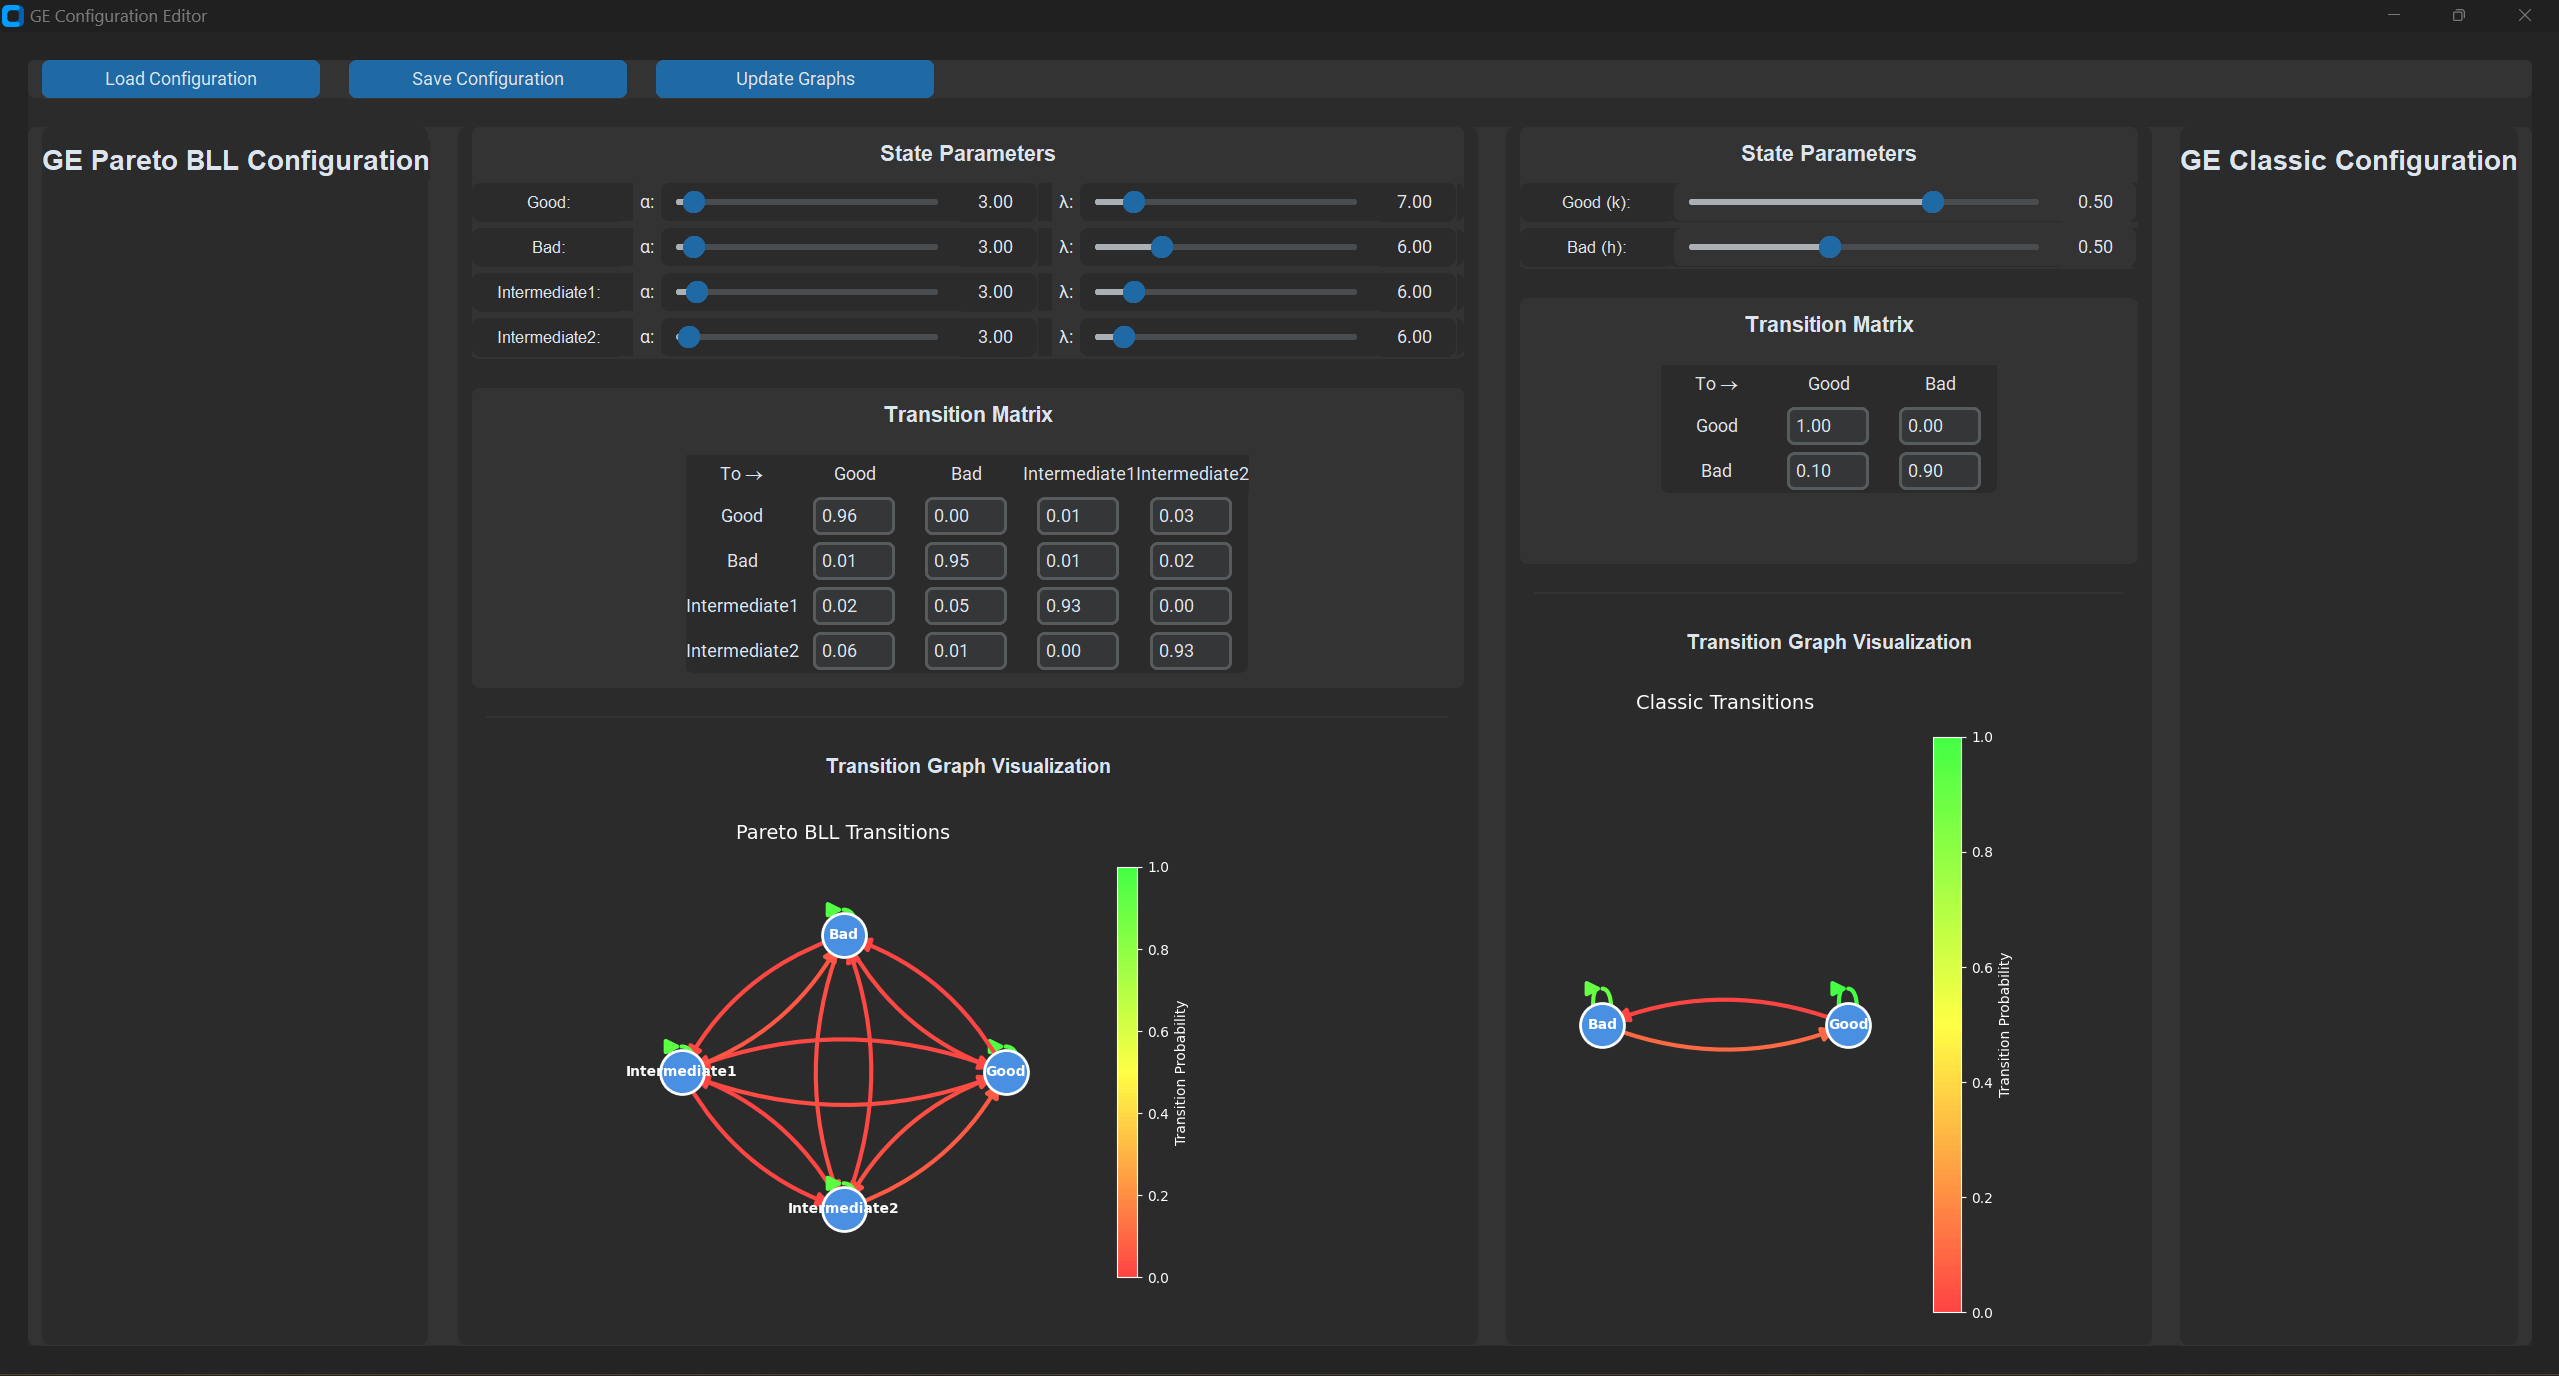 GE Configuration Editor
Load Configuration Save Configuration Update Graphs
GE Pareto BLL Configuration
State Parameters
Good: α: 3.00 λ: 7.00
Bad: α: 3.00 λ: 6.00
Intermediate1: α: 3.00 λ: 6.00
Intermediate2: α: 3.00 λ: 6.00
Transition Matrix
To → Good Bad Intermediate1 Intermediate2
Good 0.96 0.00 0.01 0.03
Bad 0.01 0.95 0.01 0.02
Intermediate1 0.02 0.05 0.93 0.00
Intermediate2 0.06 0.01 0.00 0.93
Transition Graph Visualization
Pareto BLL Transitions
Bad
Intermediate1
Good
Intermediate2
1.0
0.8
0.6
0.4
0.2
0.0
Transition Probability
State Parameters
Good (k): 0.50
Bad (h): 0.50
Transition Matrix
To → Good Bad
Good 1.00 0.00
Bad 0.10 0.90
Transition Graph Visualization
Classic Transitions
Bad
Good
1.0
0.8
0.6
0.4
0.2
0.0
Transition Probability
GE Classic Configuration